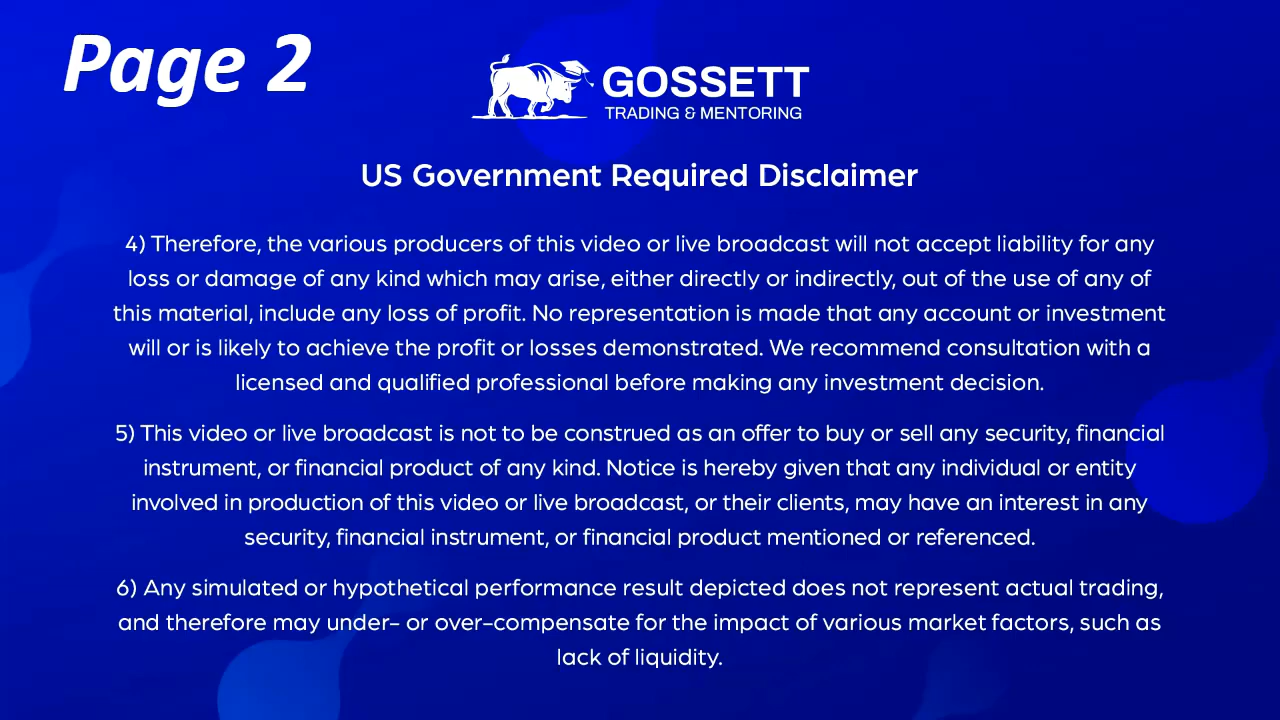 Page 2
GOSSETT
TRADING & MENTORING
US Government Required Disclaimer
4) Therefore, the various producers of this video or live broadcast will not accept liability for any
loss or damage of any kind which may arise, either directly or indirectly, out of the use of any of
this material, include any loss of profit. No representation is made that any account or investment
will or is likely to achieve the profit or losses demonstrated. We recommend consultation with a
licensed and qualified professional before making any investment decision.
5) This video or live broadcast is not to be construed as an offer to buy or sell any security, financial
instrument, or financial product of any kind. Notice is hereby given that any individual or entity
involved in production of this video or live broadcast, or their clients, may have an interest in any
security, financial instrument, or financial product mentioned or referenced.
6) Any simulated or hypothetical performance result depicted does not represent actual trading,
and therefore may under- or over-compensate for the impact of various market factors, such as
lack of liquidity.